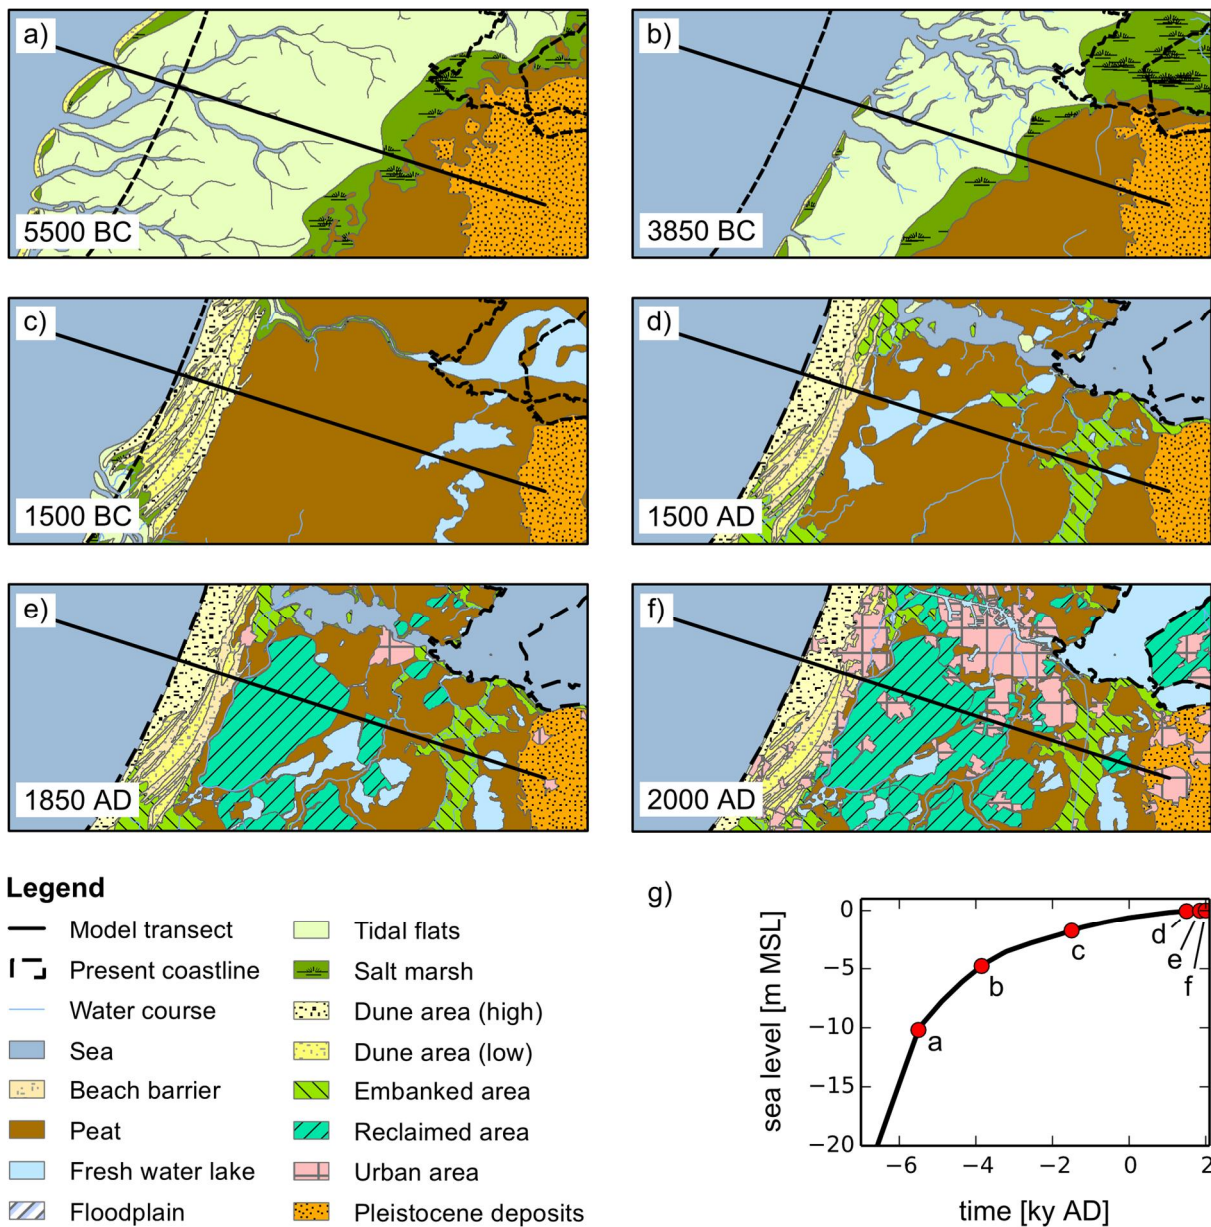 a)
5500 BC
b)
3850 BC
c)
1500 BC
d)
1500 AD
e)
1850 AD
f)
2000 AD
Legend
Model transect
Present coastline
Water course
Sea
Beach barrier
Peat
Fresh water lake
Floodplain
Tidal flats
Salt marsh
Dune area (high)
Dune area (low)
Embanked area
Reclaimed area
Urban area
Pleistocene deposits
g)
sea level [m MSL]
0
−5
−10
−15
−20
a
b
c
d
e
f
−6 −4 −2 0 2
time [ky AD]